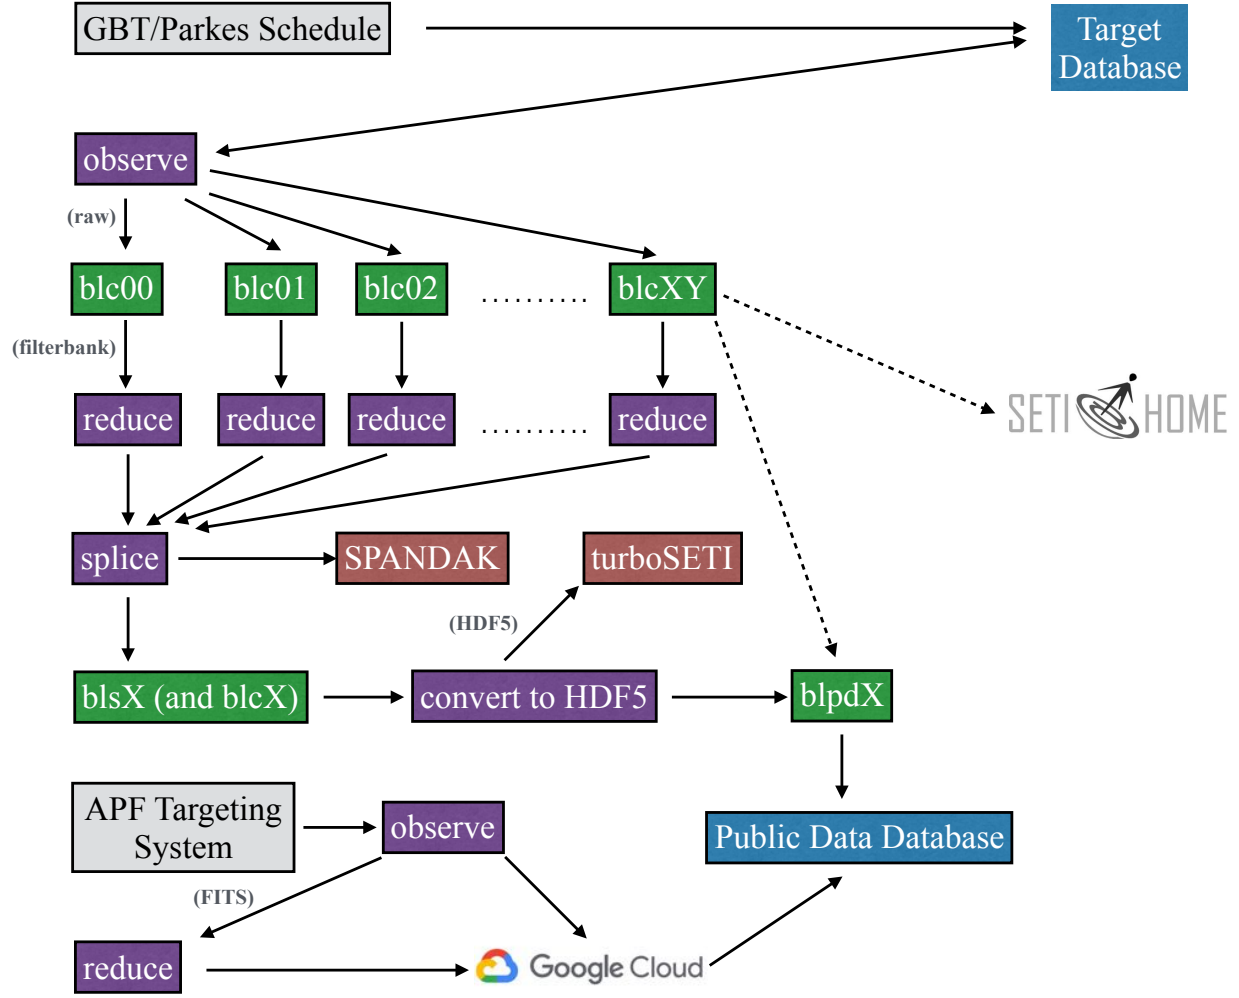 GBT/Parkes Schedule
Target
Database
observe
(raw)
blc00
blc01
blc02
..........
blcXY
(filterbank)
reduce
reduce
reduce
..........
reduce
SETI HOME
splice
SPANDAK
turboSETI
(HDF5)
blsX (and blcX)
convert to HDF5
blpdX
APF Targeting
System
observe
Public Data Database
(FITS)
reduce
Google Cloud